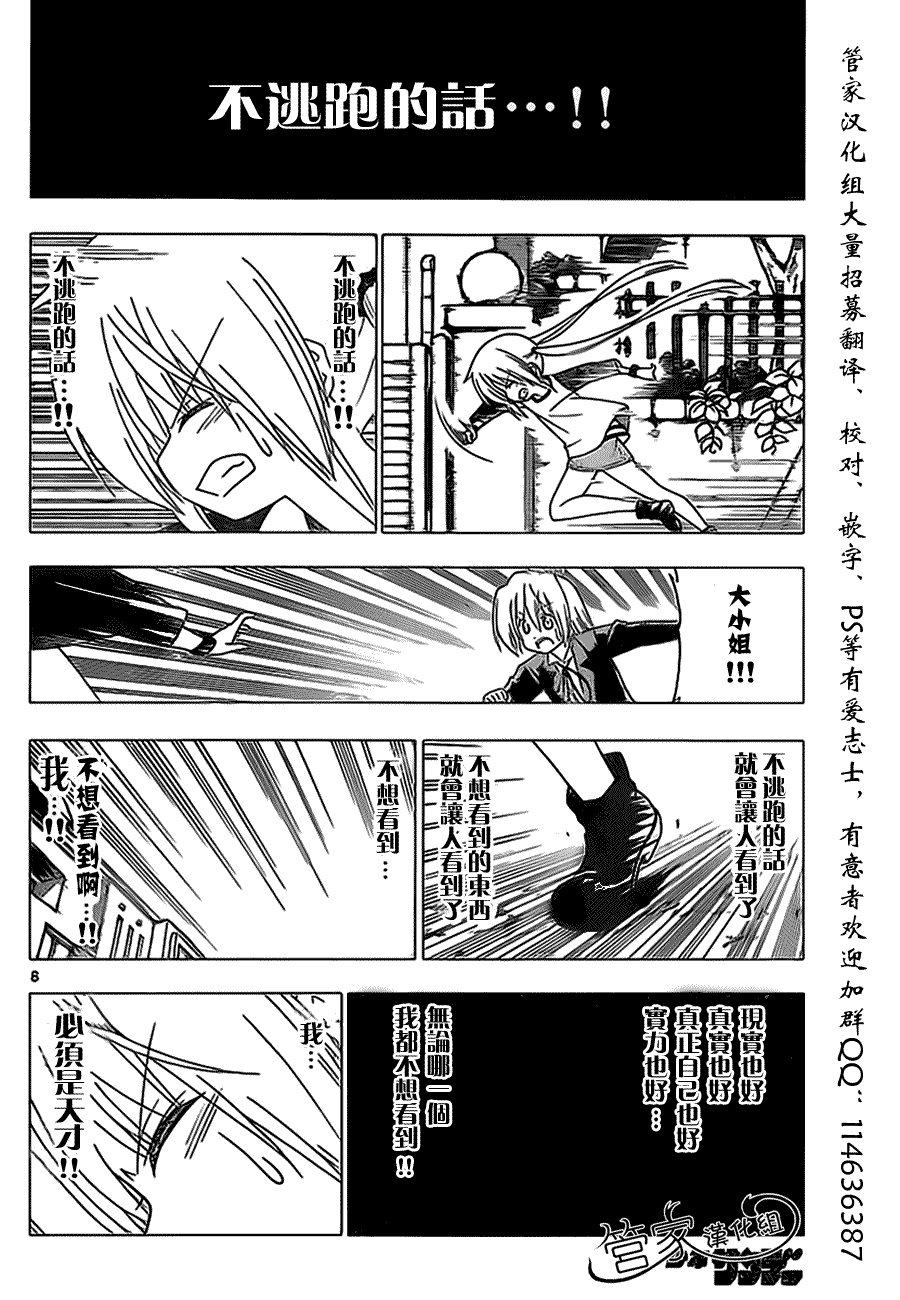 不逃跑的話…!!
不逃跑的話…!!
不逃跑的話…!!
大小姐!!!
不逃跑的話
就會讓人看到了
不想看到的東西
就會讓人看到了
不想看到…
不想看到啊…!!
我…!!
8
現實也好
真實也好
真正自己也好
實力也好…
無論哪一個
我都不想看到!!
我…
必須是天才!!
管家漢化組
管家汉化组大量招募翻译、校对、嵌字、PS等有爱志士，有意者欢迎加群QQ：114636387